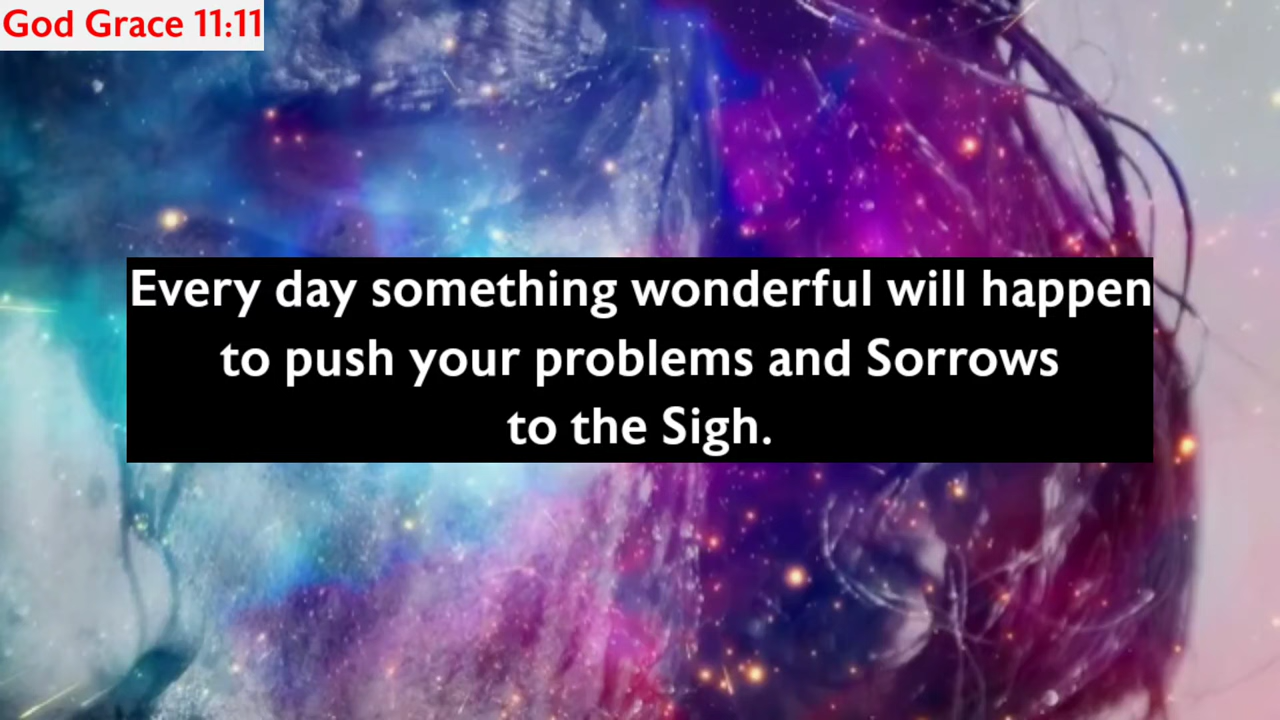 God Grace 11:11
Every day something wonderful will happen
to push your problems and Sorrows
to the Sigh.